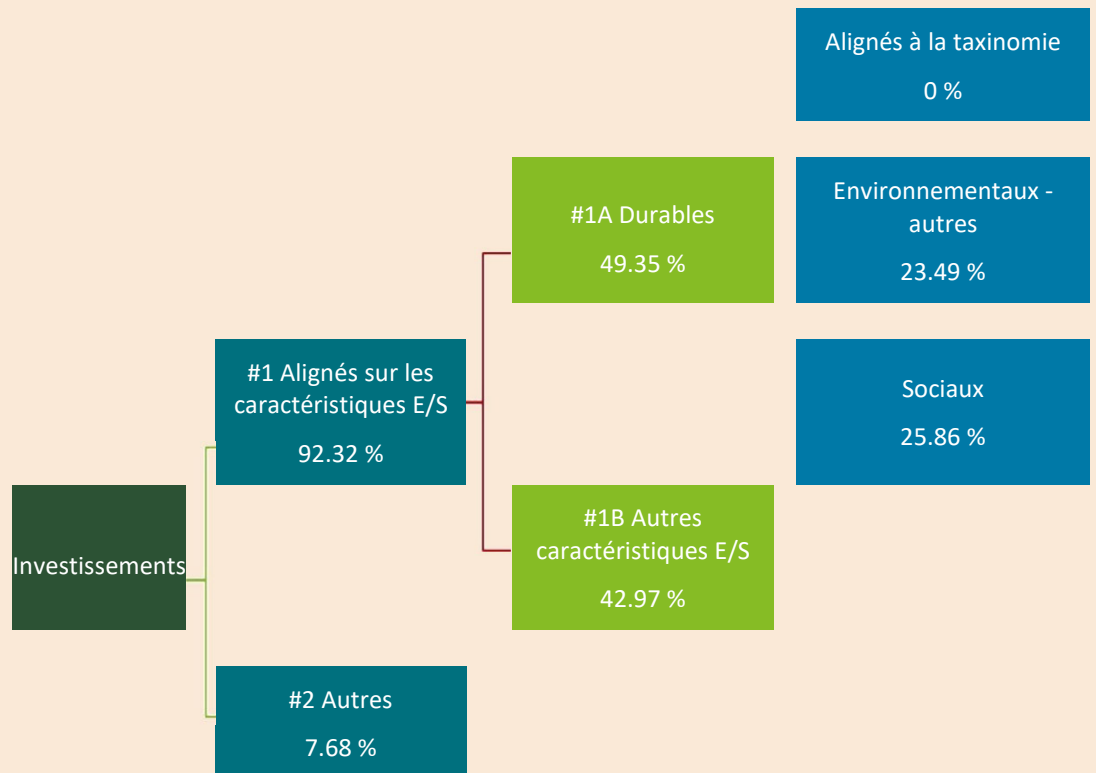 Alignés à la taxinomie
0 %
#1A Durables
49.35 %
Environnementaux -
autres
23.49 %
#1 Alignés sur les
caractéristiques E/S
92.32 %
Sociaux
25.86 %
Investissements
#1B Autres
caractéristiques E/S
42.97 %
#2 Autres
7.68 %